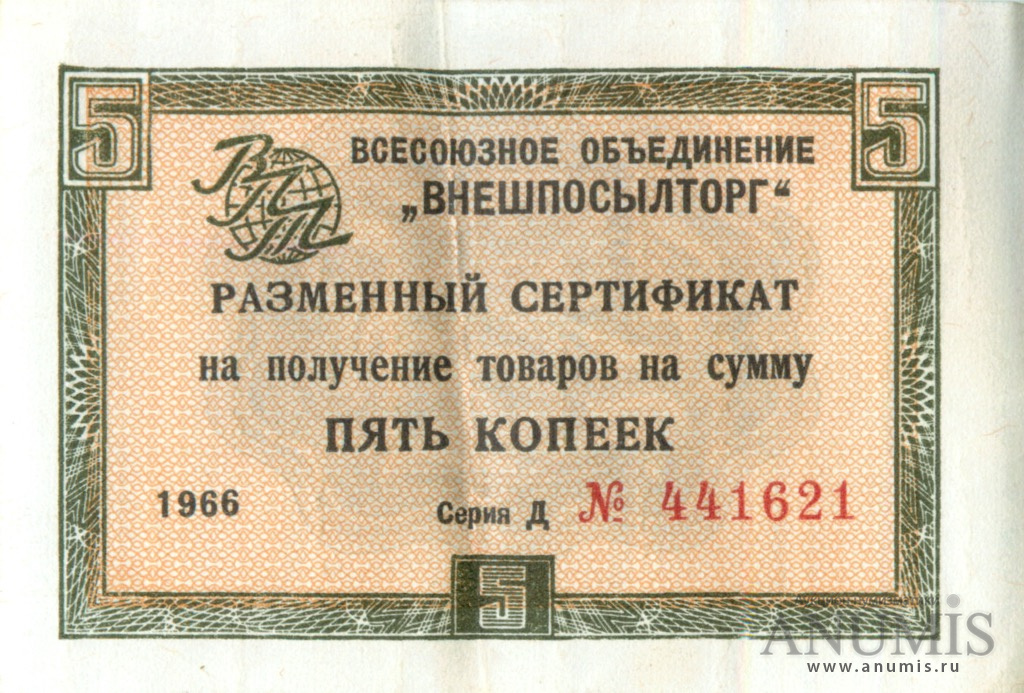 5 5
ВПТ
ВСЕСОЮЗНОЕ ОБЪЕДИНЕНИЕ
„ВНЕШПОСЫЛТОРГ“
РАЗМЕННЫЙ СЕРТИФИКАТ
на получение товаров на сумму
ПЯТЬ КОПЕЕК
1966 Серия Д № 441621
5
ANUMiS
www.anumis.ru